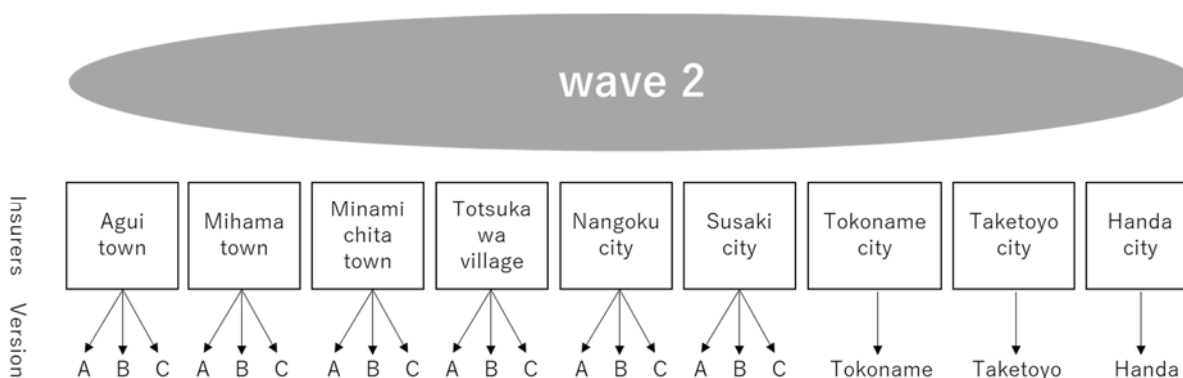 wave 2
Insurers
Agui
town
Mihama
town
Minami
chita
town
Totsuka
wa
village
Nangoku
city
Susaki
city
Tokoname
city
Taketoyo
city
Handa
city
Version
A B C
A B C
A B C
A B C
A B C
A B C
Tokoname
Taketoyo
Handa